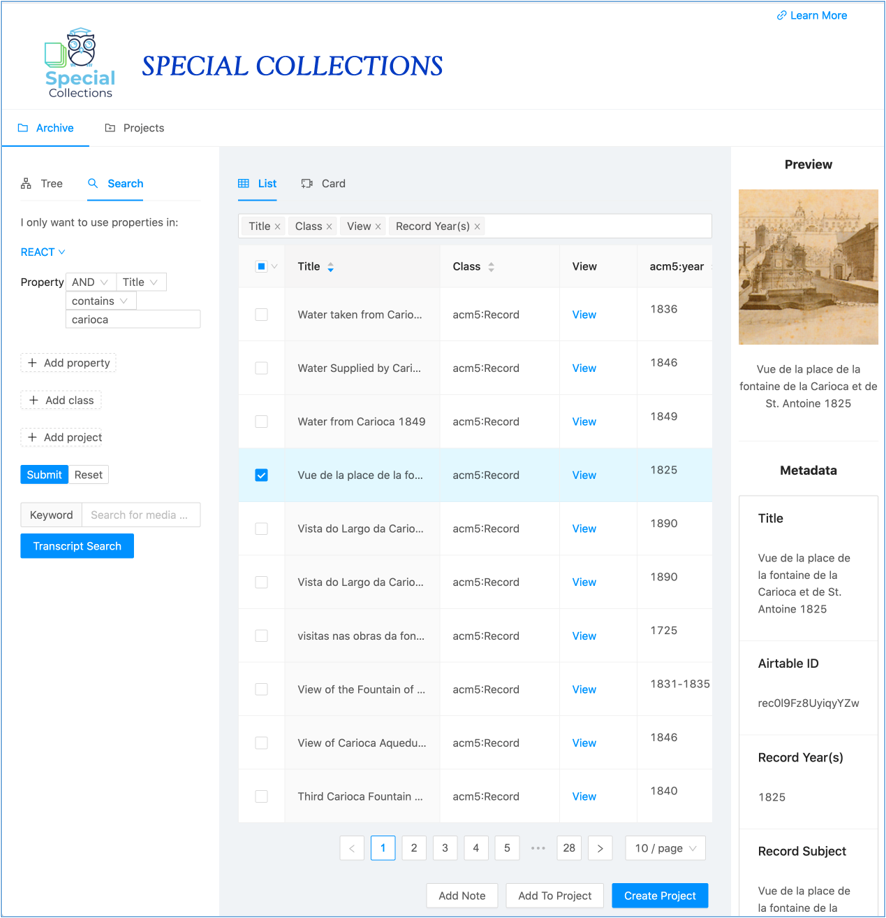 Learn More
Special
Collections
SPECIAL COLLECTIONS
Archive
Projects
Tree
Search
I only want to use properties in:
REACT
Property AND Title
contains
carioca
+ Add property
+ Add class
+ Add project
Submit Reset
Keyword Search for media ...
Transcript Search
List
Card
Title × Class × View × Record Year(s) ×
Title Class View acm5:year
Water taken from Cario... acm5:Record View 1836
Water Supplied by Cari... acm5:Record View 1846
Water from Carioca 1849 acm5:Record View 1849
Vue de la place de la fo... acm5:Record View 1825
Vista do Largo da Cario... acm5:Record View 1890
Vista do Largo da Cario... acm5:Record View 1890
visitas nas obras da fon... acm5:Record View 1725
View of the Fountain of ... acm5:Record View 1831-1835
View of Carioca Aquedu... acm5:Record View 1846
Third Carioca Fountain ... acm5:Record View 1840
< 1 2 3 4 5 ••• 28 > 10 / page
Add Note Add To Project Create Project
Preview
Vue de la place de la
fontaine de la Carioca et de
St. Antoine 1825
Metadata
Title
Vue de la place de
la fontaine de la
Carioca et de St.
Antoine 1825
Airtable ID
rec0l9Fz8UyiqyYZw
Record Year(s)
1825
Record Subject
Vue de la place de
la fontaine de la